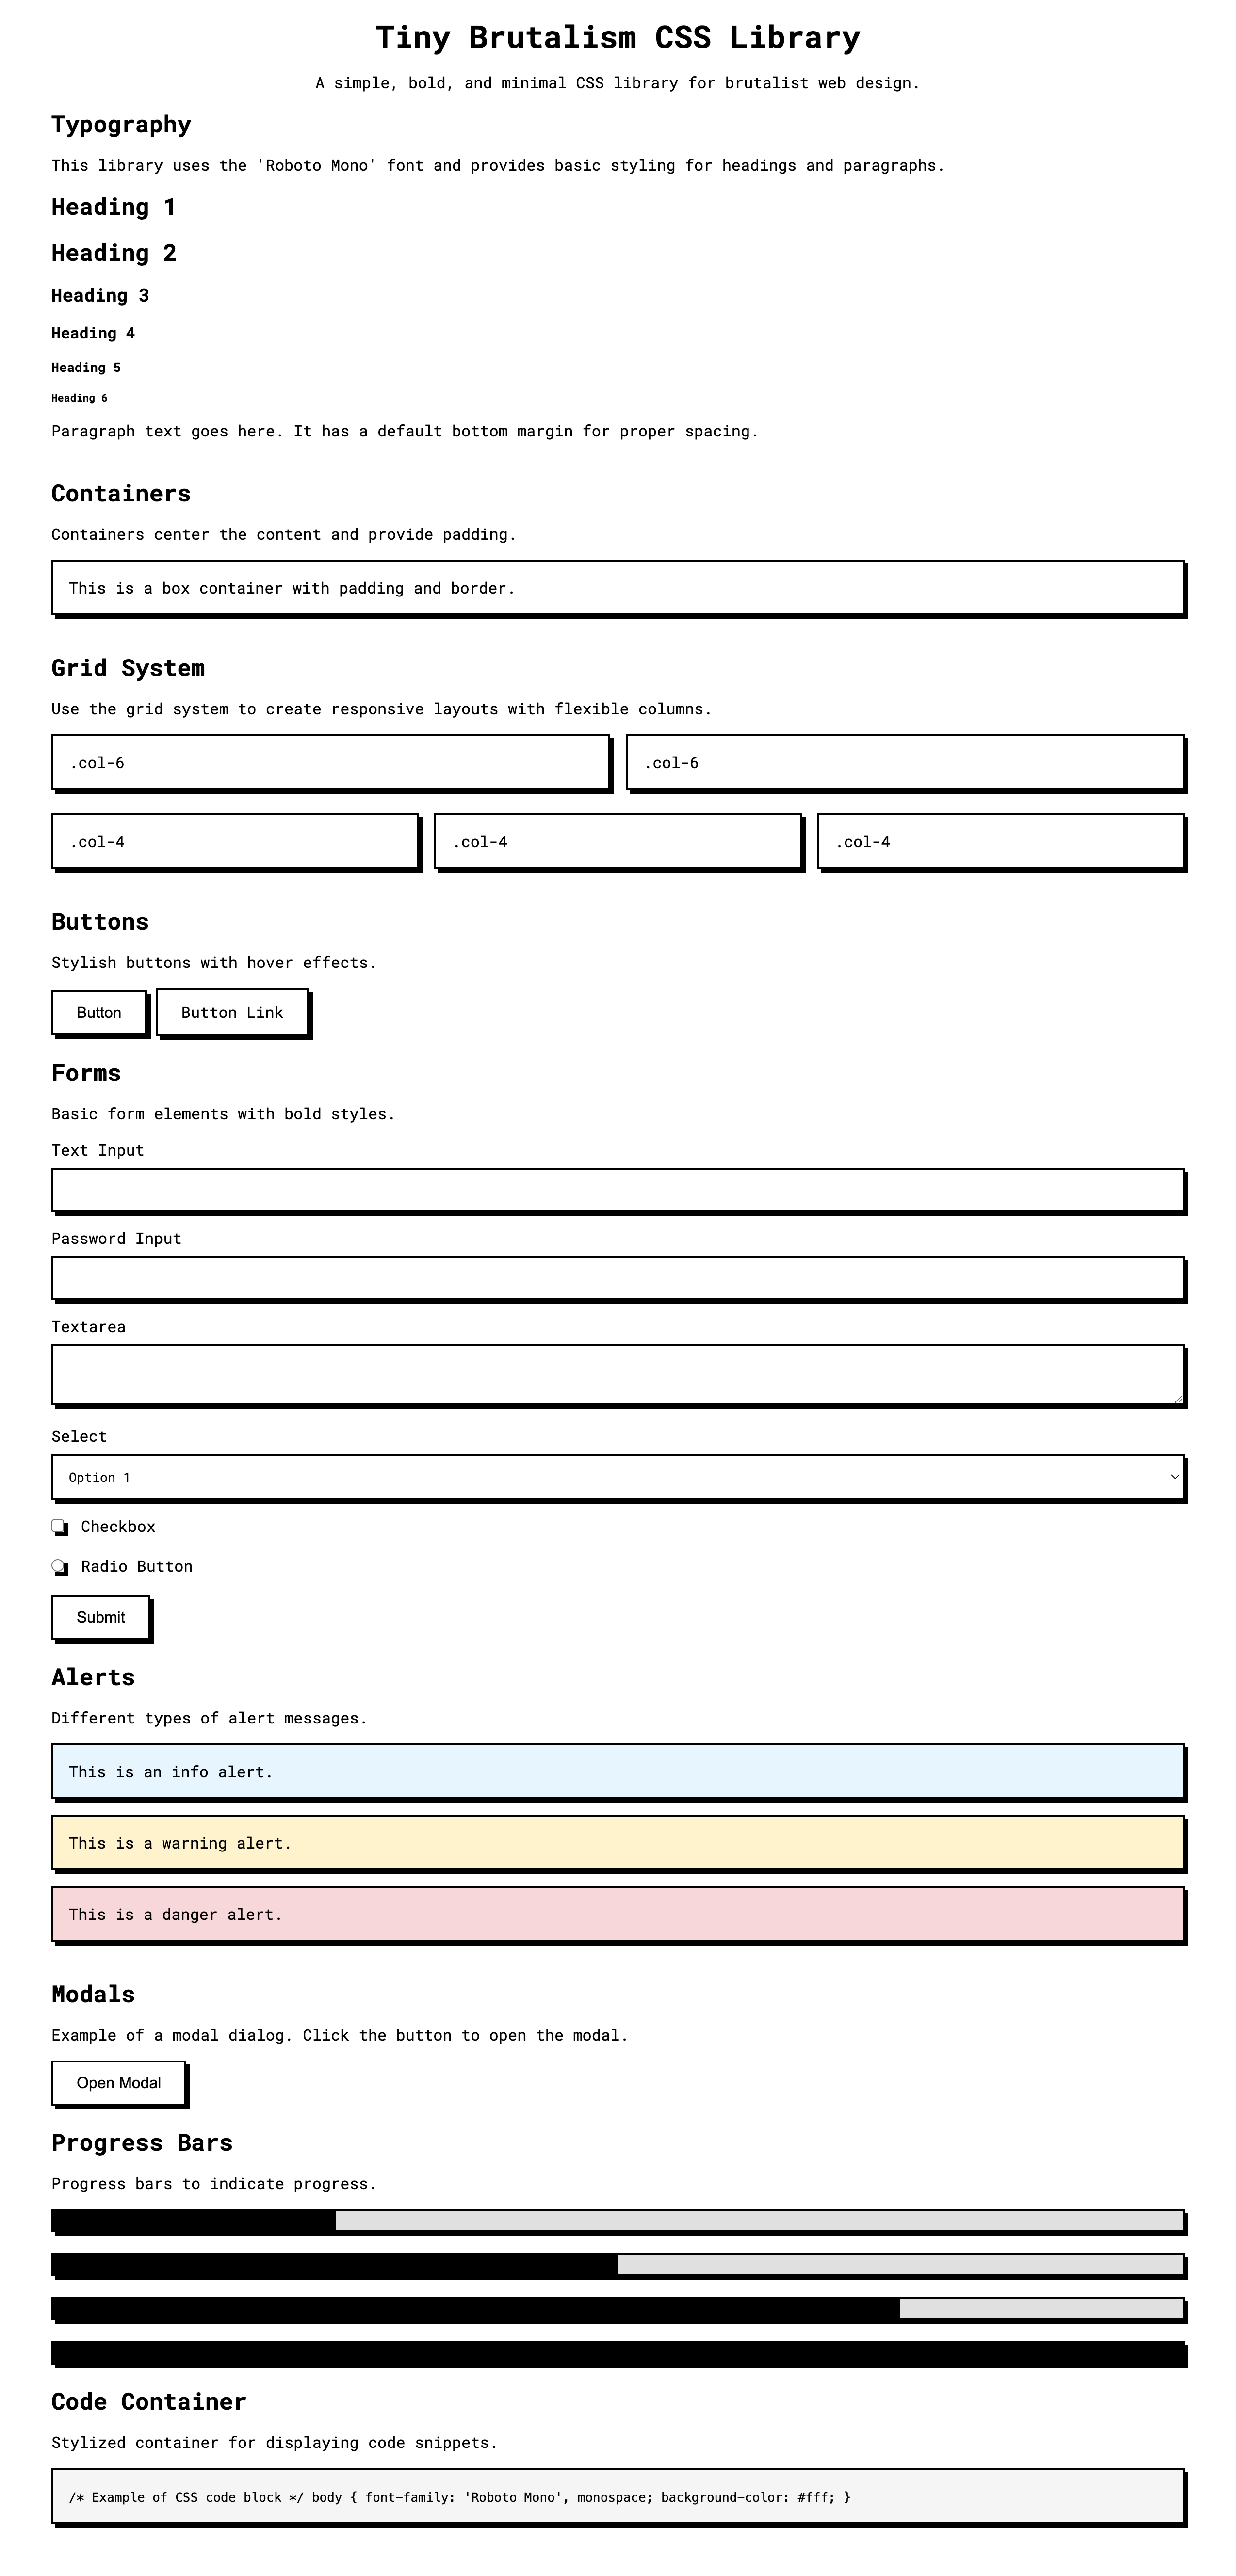 Tiny Brutalism CSS Library
A simple, bold, and minimal CSS library for brutalist web design.
Typography
This library uses the 'Roboto Mono' font and provides basic styling for headings and paragraphs.
Heading 1
Heading 2
Heading 3
Heading 4
Heading 5
Heading 6
Paragraph text goes here. It has a default bottom margin for proper spacing.
Containers
Containers center the content and provide padding.
This is a box container with padding and border.
Grid System
Use the grid system to create responsive layouts with flexible columns.
.col-6 .col-6
.col-4 .col-4 .col-4
Buttons
Stylish buttons with hover effects.
Button Button Link
Forms
Basic form elements with bold styles.
Text Input
Password Input
Textarea
Select
Option 1
Checkbox
Radio Button
Submit
Alerts
Different types of alert messages.
This is an info alert.
This is a warning alert.
This is a danger alert.
Modals
Example of a modal dialog. Click the button to open the modal.
Open Modal
Progress Bars
Progress bars to indicate progress.
Code Container
Stylized container for displaying code snippets.
/* Example of CSS code block */ body { font-family: 'Roboto Mono', monospace; background-color: #fff; }